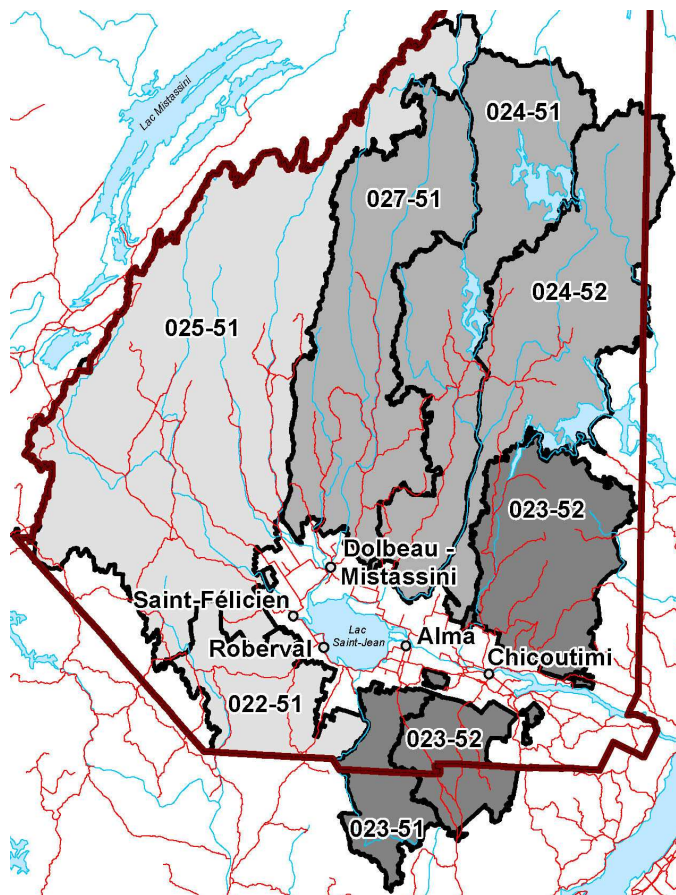 Lac Mistassini
024-51
027-51
024-52
025-51
023-52
Dolbeau -
Mistassini
Saint-Félicien
Lac
Saint-Jean
Alma
Roberval
Chicoutimi
022-51
023-52
023-51